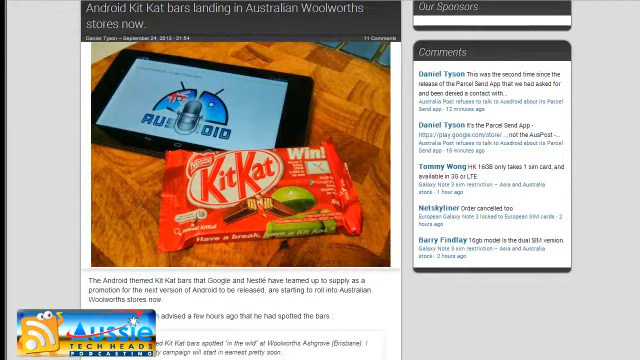 Android Kit Kat bars landing in Australian Woolworths
stores now.
Daniel Tyson — September 24, 2013 - 21:54
11 Comments
AUSDROID
Nestle
KitKat
Win!
Have a break, have a Kit Kat.
The Android themed Kit Kat bars that Google and Nestlé have teamed up to supply as a
promotion for the next version of Android to be released, are starting to roll into Australian
Woolworths stores now.
advised a few hours ago that he had spotted the bars
ed Kit Kat bars spotted "in the wild" at Woolworths Ashgrove (Brisbane). I
y campaign will start in earnest pretty soon.
Aussie
TECH HEADS
PODCASTING
Our Sponsors
Comments
Daniel Tyson This was the second time since the
release of the Parcel Send App that we had asked for
and been denied a contact with...
Australia Post refuses to talk to Ausdroid about its Parcel
Send app · 12 minutes ago
Daniel Tyson It's the Parcel Send App -
https://play.google.com/store/..., not the AusPost -...
Australia Post refuses to talk to Ausdroid about its Parcel
Send app · 15 minutes ago
Tommy Wong HK 16GB only takes 1 sim card, and
available in 3G or LTE
Galaxy Note 3 sim restriction – Asia and Australia
stock · 1 hour ago
Netskyliner Order cancelled too
European Galaxy Note 3 locked to European SIM cards · 2
hours ago
Barry Findlay 16gb model is the dual SIM version.
Galaxy Note 3 sim restriction – Asia and Australia
stock · 2 hours ago